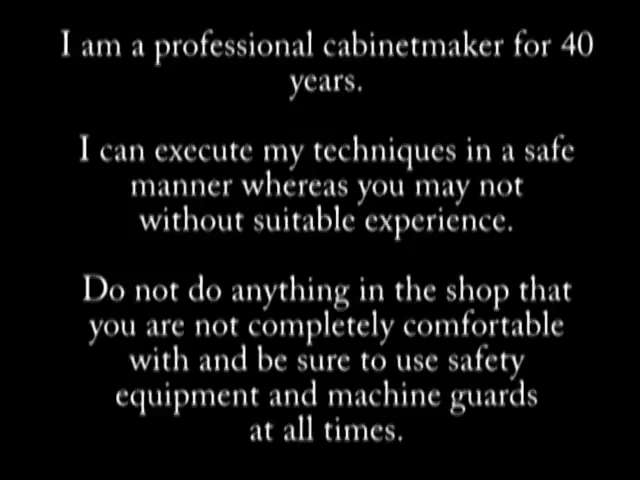 I am a professional cabinetmaker for 40
years.
I can execute my techniques in a safe
manner whereas you may not
without suitable experience.
Do not do anything in the shop that
you are not completely comfortable
with and be sure to use safety
equipment and machine guards
at all times.